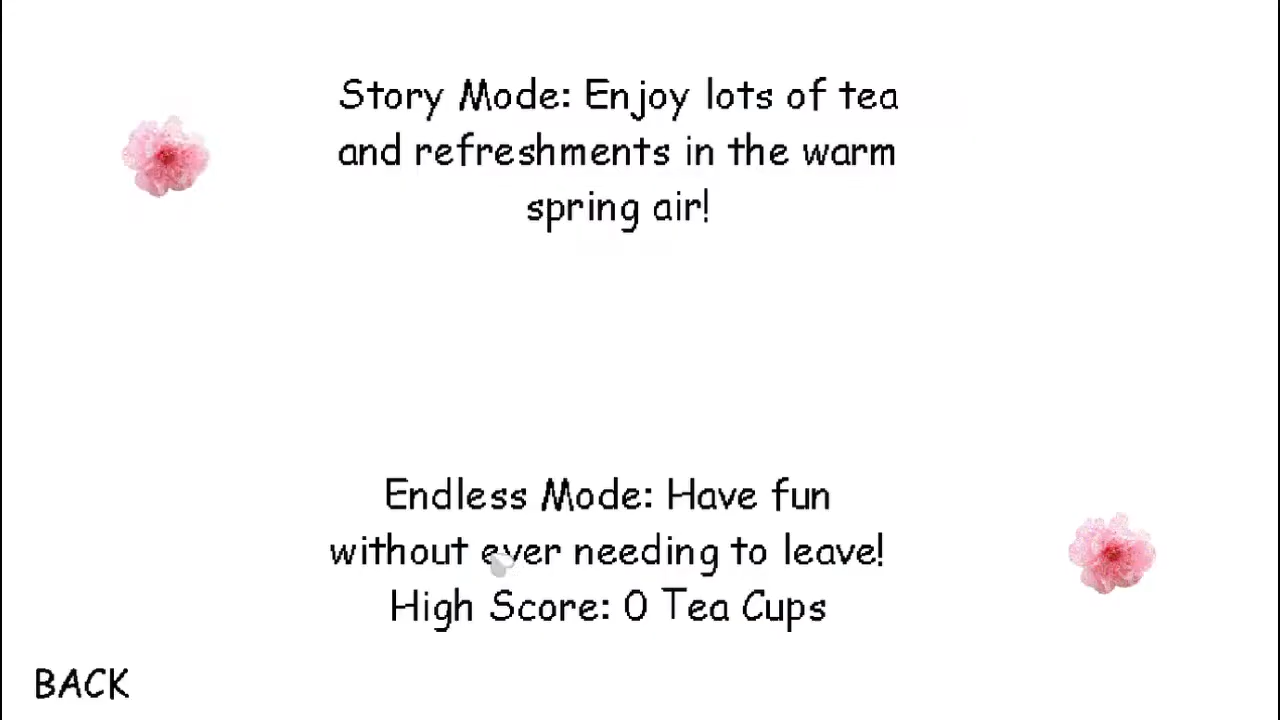 Story Mode: Enjoy lots of tea
and refreshments in the warm
spring air!
Endless Mode: Have fun
without ever needing to leave!
High Score: 0 Tea Cups
BACK